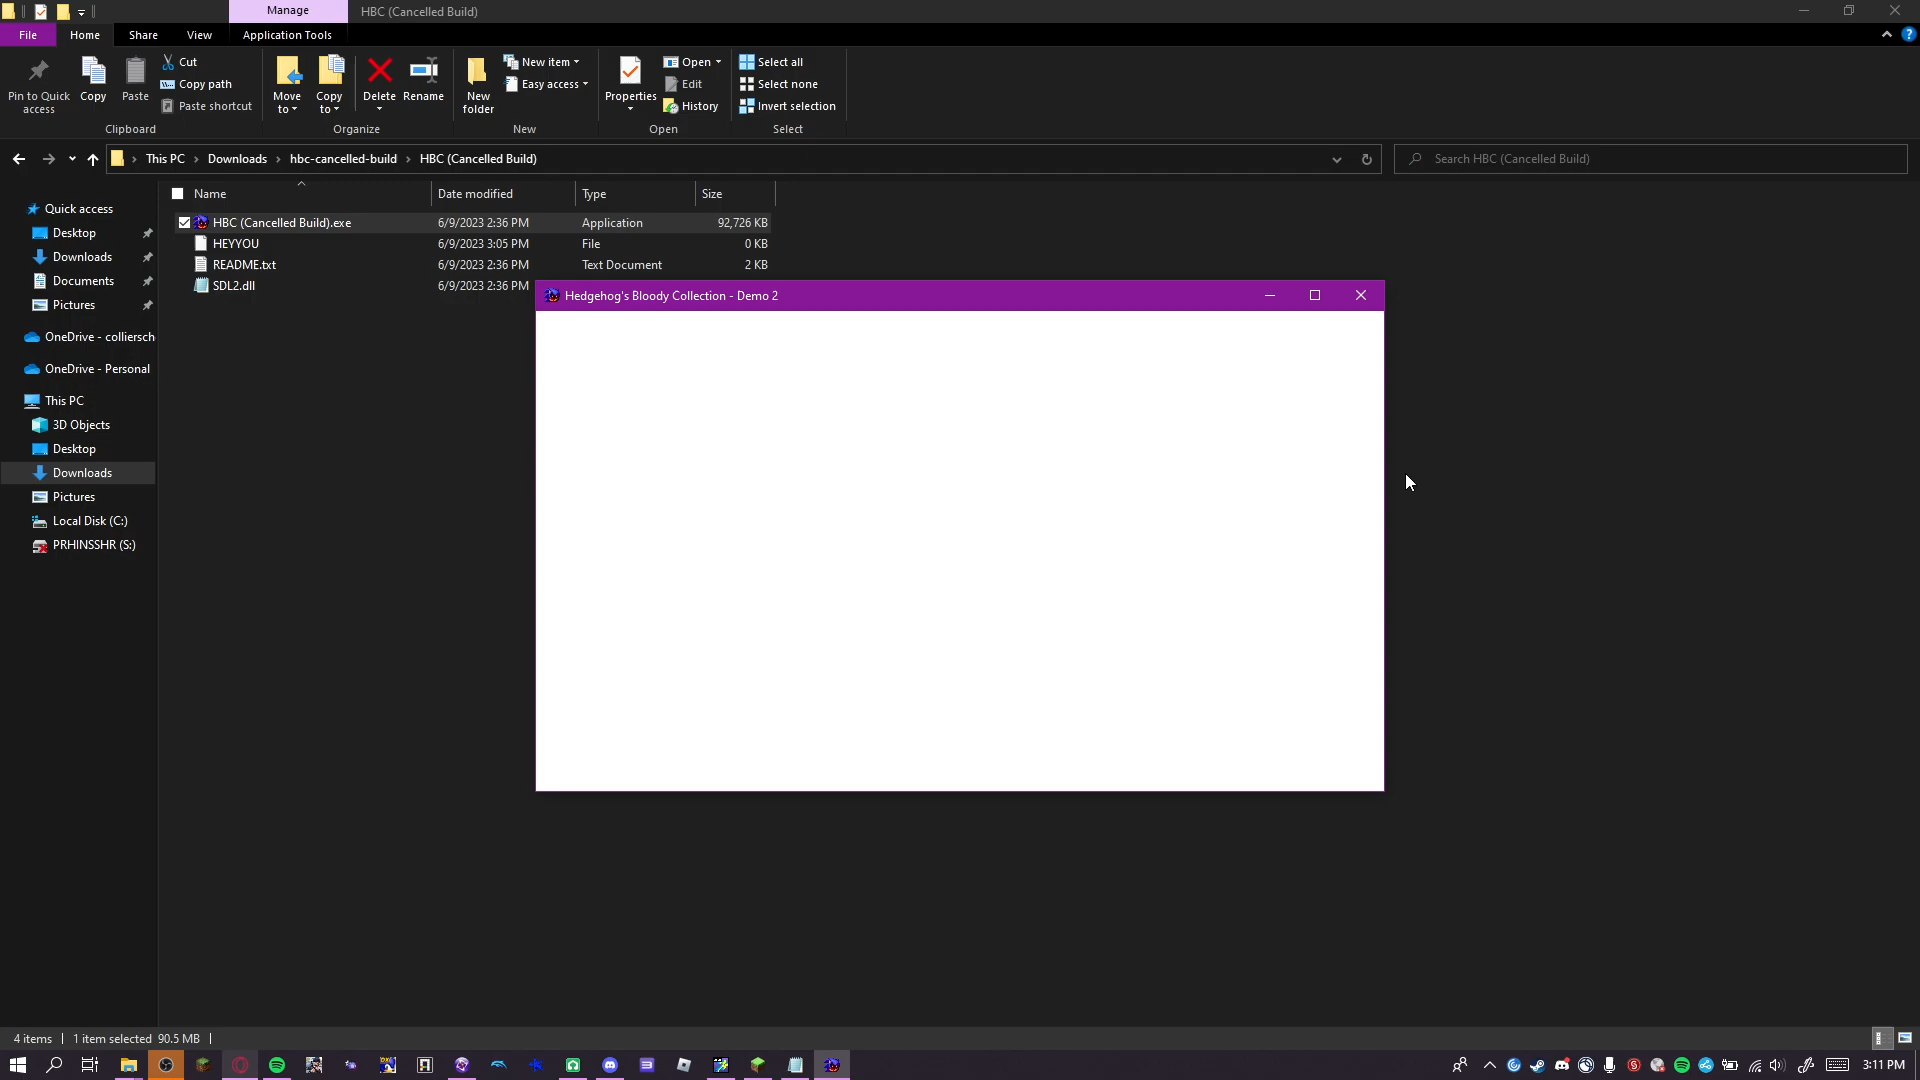 Manage
HBC (Cancelled Build)
File
Home
Share
View
Application Tools
Pin to Quick access
Copy
Paste
Cut
Copy path
Paste shortcut
Clipboard
Move to
Copy to
Delete
Rename
Organize
New folder
New item
Easy access
New
Properties
Open
Edit
History
Open
Select all
Select none
Invert selection
Select
This PC > Downloads > hbc-cancelled-build > HBC (Cancelled Build)
Search HBC (Cancelled Build)
Name
Date modified
Type
Size
HBC (Cancelled Build).exe 6/9/2023 2:36 PM Application 92,726 KB
HEYYOU 6/9/2023 3:05 PM File 0 KB
README.txt 6/9/2023 2:36 PM Text Document 2 KB
SDL2.dll 6/9/2023 2:36 PM
Quick access
Desktop
Downloads
Documents
Pictures
OneDrive - colliersch
OneDrive - Personal
This PC
3D Objects
Desktop
Downloads
Pictures
Local Disk (C:)
PRHINSSHR (S:)
Hedgehog's Bloody Collection - Demo 2
4 items
1 item selected 90.5 MB
3:11 PM